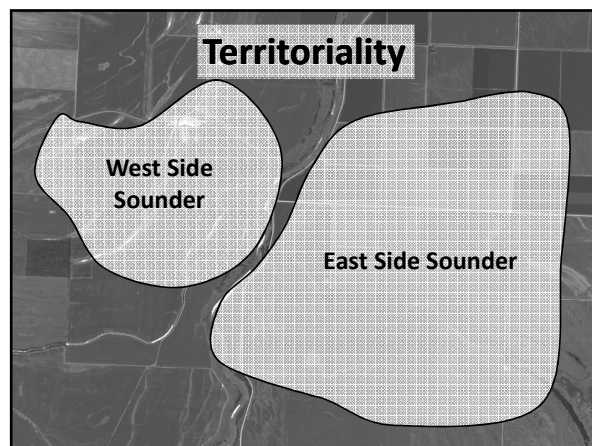 Territoriality
West Side
Sounder
East Side Sounder